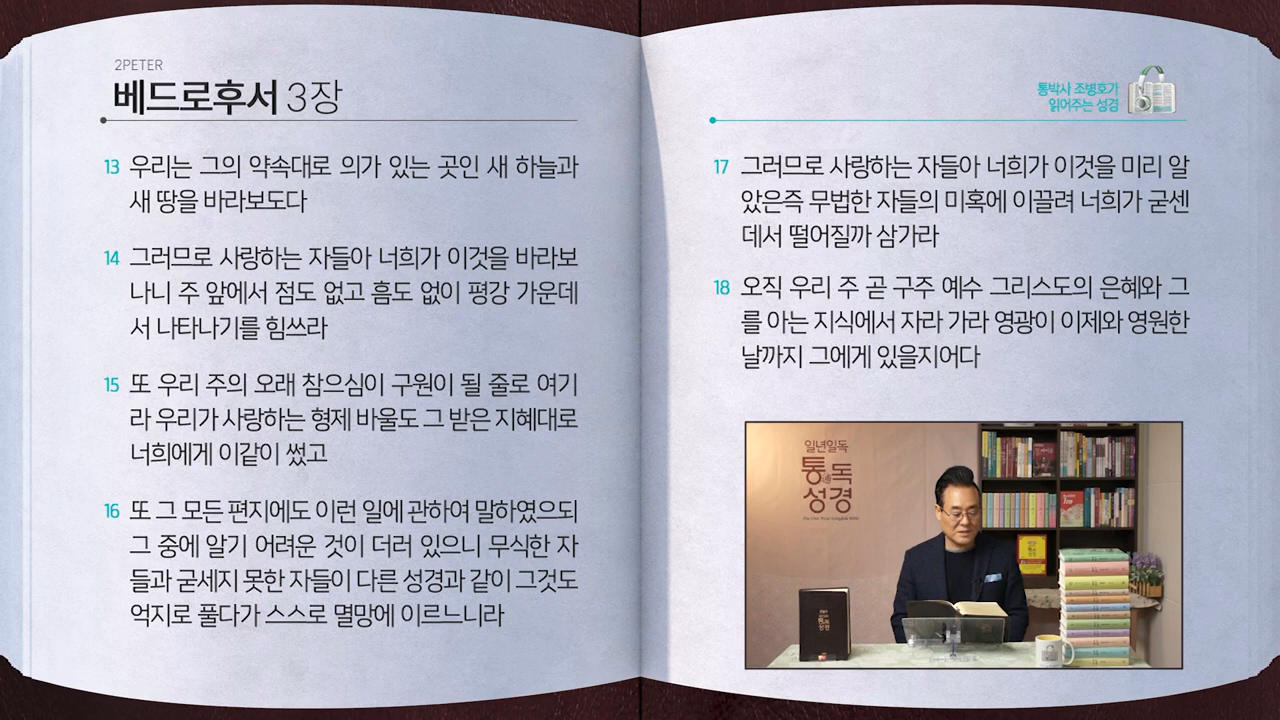 2PETER
베드로후서 3장
13 우리는 그의 약속대로 의가 있는 곳인 새 하늘과
새 땅을 바라보도다
14 그러므로 사랑하는 자들아 너희가 이것을 바라보
나니 주 앞에서 점도 없고 흠도 없이 평강 가운데
서 나타나기를 힘쓰라
15 또 우리 주의 오래 참으심이 구원이 될 줄로 여기
라 우리가 사랑하는 형제 바울도 그 받은 지혜대로
너희에게 이같이 썼고
16 또 그 모든 편지에도 이런 일에 관하여 말하였으되
그 중에 알기 어려운 것이 더러 있으니 무식한 자
들과 굳세지 못한 자들이 다른 성경과 같이 그것도
억지로 풀다가 스스로 멸망에 이르느니라
통박사 조병호가
읽어주는 성경
17 그러므로 사랑하는 자들아 너희가 이것을 미리 알
았은즉 무법한 자들의 미혹에 이끌려 너희가 굳센
데서 떨어질까 삼가라
18 오직 우리 주 곧 구주 예수 그리스도의 은혜와 그
를 아는 지식에서 자라 가라 영광이 이제와 영원한
날까지 그에게 있을지어다
일년일독
통독
성경
통독
성경